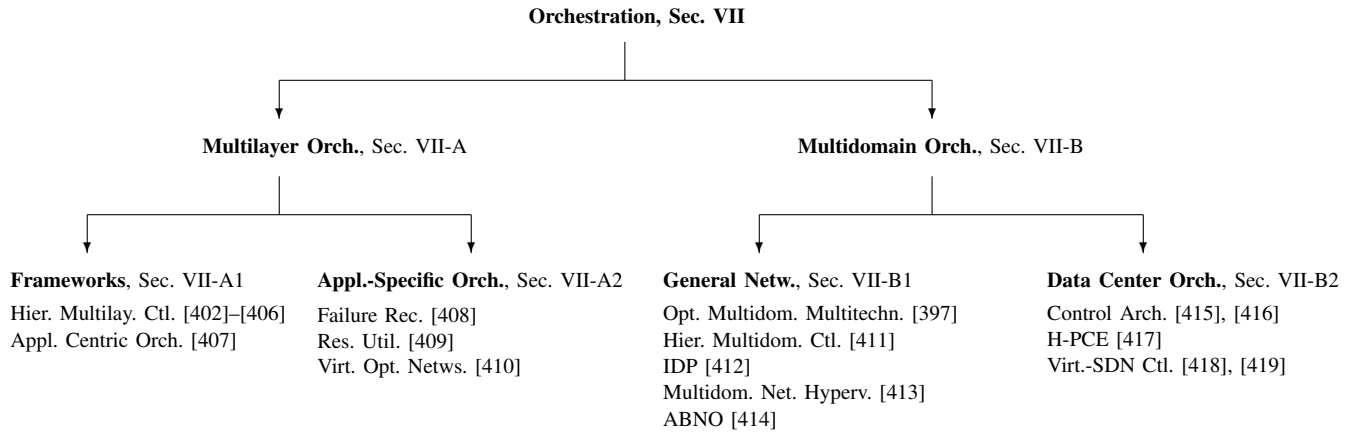 Orchestration, Sec. VII
Multilayer Orch., Sec. VII-A
Multidomain Orch., Sec. VII-B
Frameworks, Sec. VII-A1
Hier. Multilay. Ctl. [402]–[406]
Appl. Centric Orch. [407]
Appl.-Specific Orch., Sec. VII-A2
Failure Rec. [408]
Res. Util. [409]
Virt. Opt. Netws. [410]
General Netw., Sec. VII-B1
Opt. Multidom. Multitechn. [397]
Hier. Multidom. Ctl. [411]
IDP [412]
Multidom. Net. Hyperv. [413]
ABNO [414]
Data Center Orch., Sec. VII-B2
Control Arch. [415], [416]
H-PCE [417]
Virt.-SDN Ctl. [418], [419]